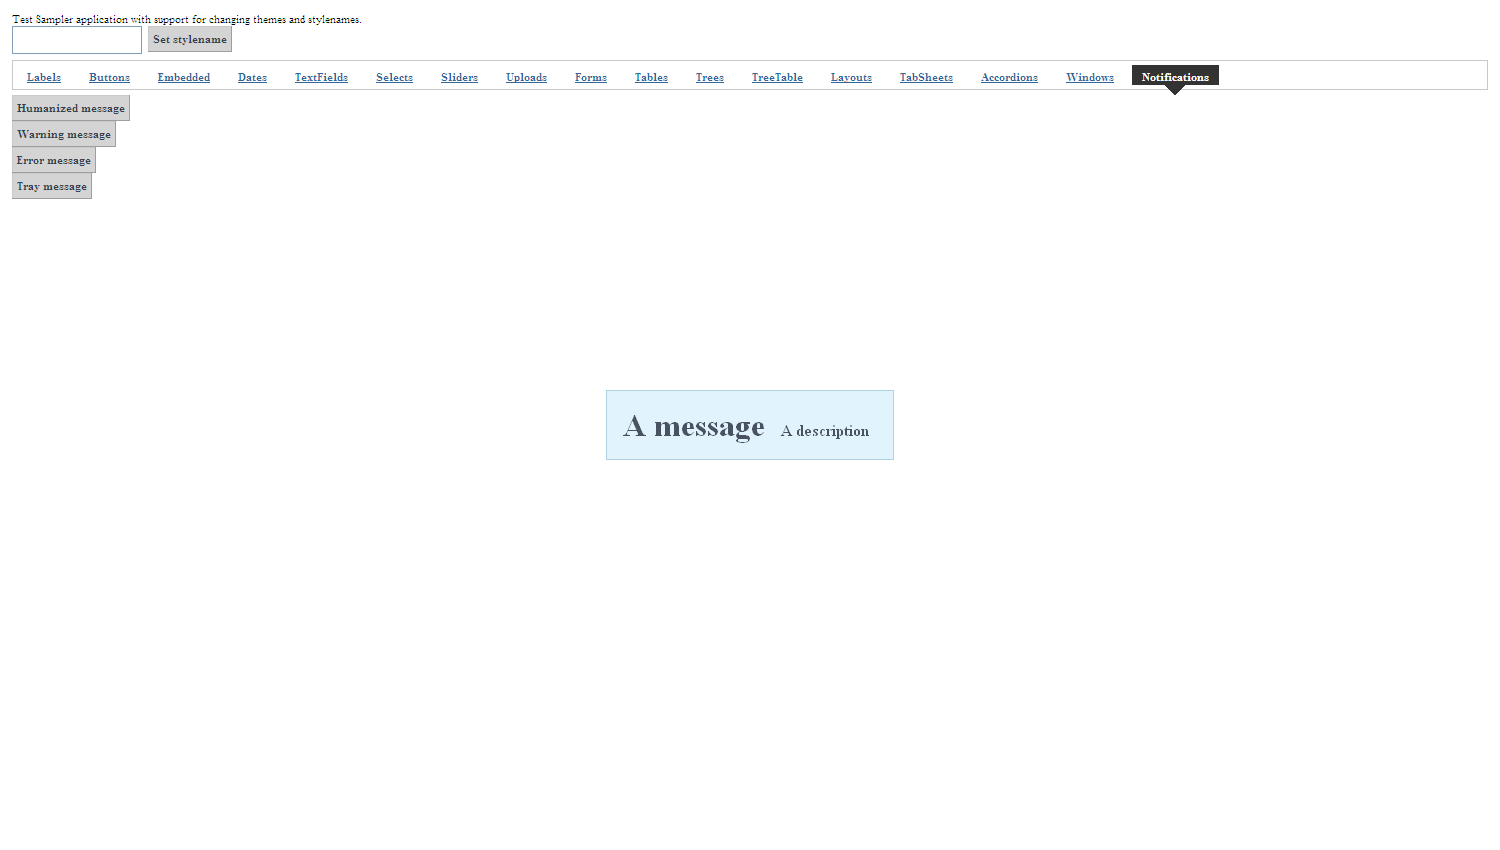 Test Sampler application with support for changing themes and stylenames.
Set stylename
Labels Buttons Embedded Dates TextFields Selects Sliders Uploads Forms Tables Trees TreeTable Layouts TabSheets Accordions Windows Notifications
Humanized message
Warning message
Error message
Tray message
A message A description